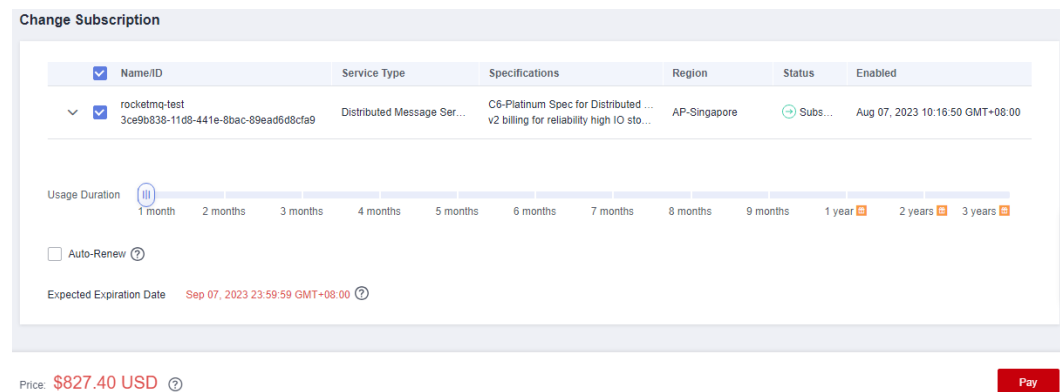 Change Subscription
Name/ID Service Type Specifications Region Status Enabled
rocketmq-test
3ce9b838-11d8-441e-8bac-89ead6d8cfa9
Distributed Message Ser...
C6-Platinum Spec for Distributed ...
v2 billing for reliability high IO sto...
AP-Singapore
Subs...
Aug 07, 2023 10:16:50 GMT+08:00
Usage Duration
1 month 2 months 3 months 4 months 5 months 6 months 7 months 8 months 9 months 1 year 2 years 3 years
Auto-Renew ?
Expected Expiration Date Sep 07, 2023 23:59:59 GMT+08:00 ?
Price: $827.40 USD ?
Pay